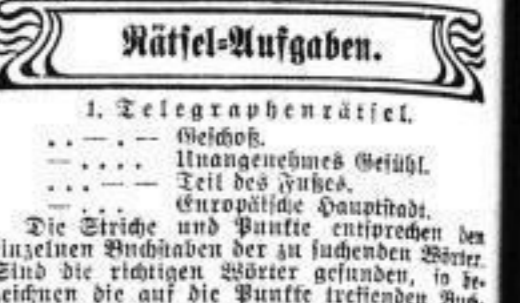 Rätsel-Aufgaben.
1. Telegraphenrätsel.
. . — . — Geschoß.
— . . . . Unangenehmes Gefühl.
. . . — — Teil des Fußes.
— . . . Europäische Hauptstadt.
Die Striche und Punkte entsprechen den
einzelnen Buchstaben der zu suchenden Wörter.
Sind die richtigen Wörter gefunden, so be-
zeichnen die auf die Punkte treffenden Buch-